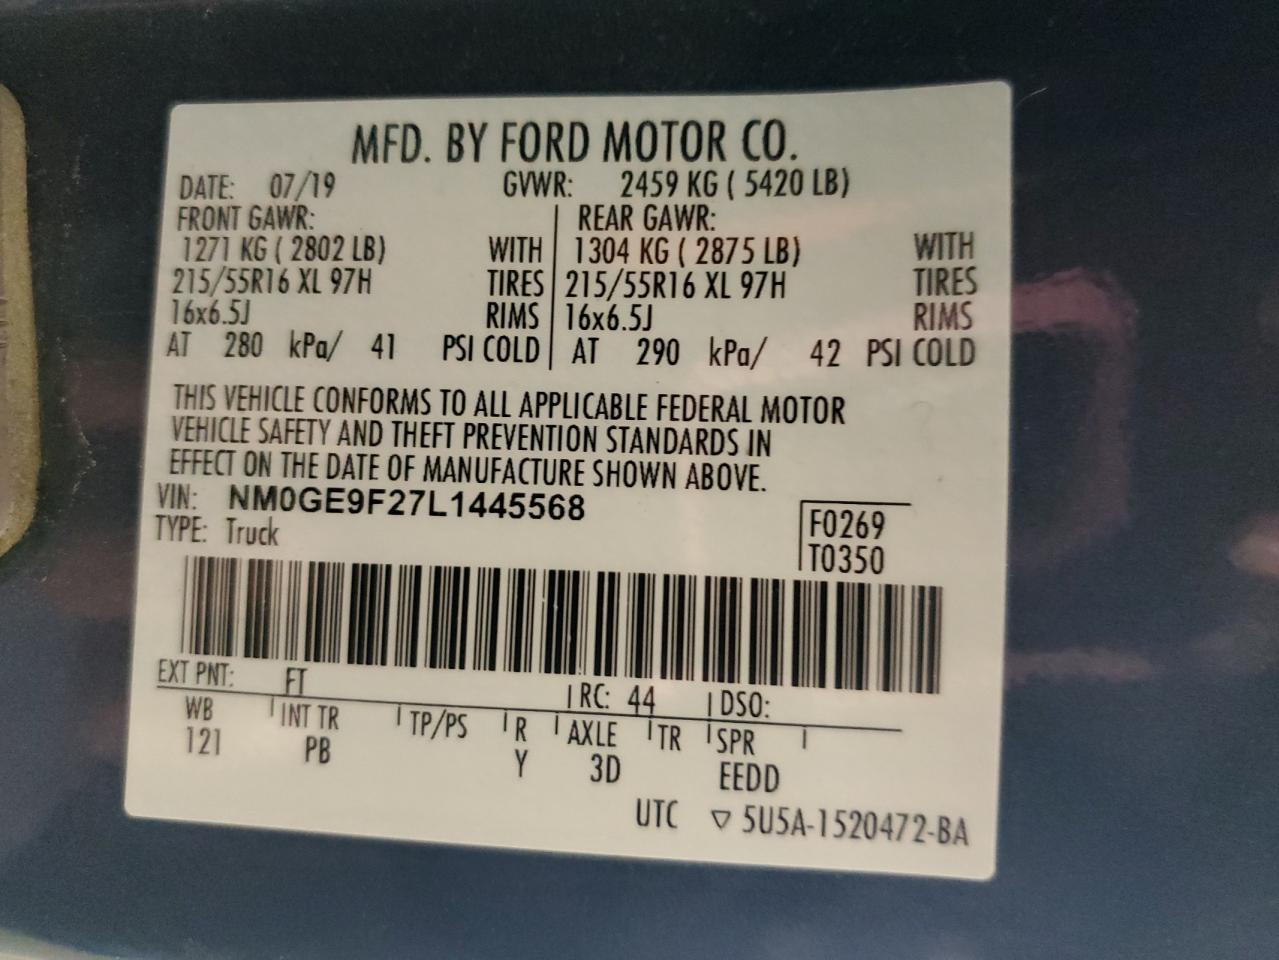 MFD. BY FORD MOTOR CO.
DATE: 07/19 GVWR: 2459 KG ( 5420 LB)
FRONT GAWR: REAR GAWR:
1271 KG ( 2802 LB) WITH 1304 KG ( 2875 LB) WITH
215/55R16 XL 97H TIRES 215/55R16 XL 97H TIRES
16x6.5J RIMS 16x6.5J RIMS
AT 280 kPa/ 41 PSI COLD AT 290 kPa/ 42 PSI COLD
THIS VEHICLE CONFORMS TO ALL APPLICABLE FEDERAL MOTOR
VEHICLE SAFETY AND THEFT PREVENTION STANDARDS IN
EFFECT ON THE DATE OF MANUFACTURE SHOWN ABOVE.
VIN: NM0GE9F27L1445568 F0269
TYPE: Truck T0350
EXT PNT: FT RC: 44 DSO:
WB INT TR TP/PS R AXLE TR SPR
121 PB Y 3D EEDD
UTC ▽ 5U5A-1520472-BA